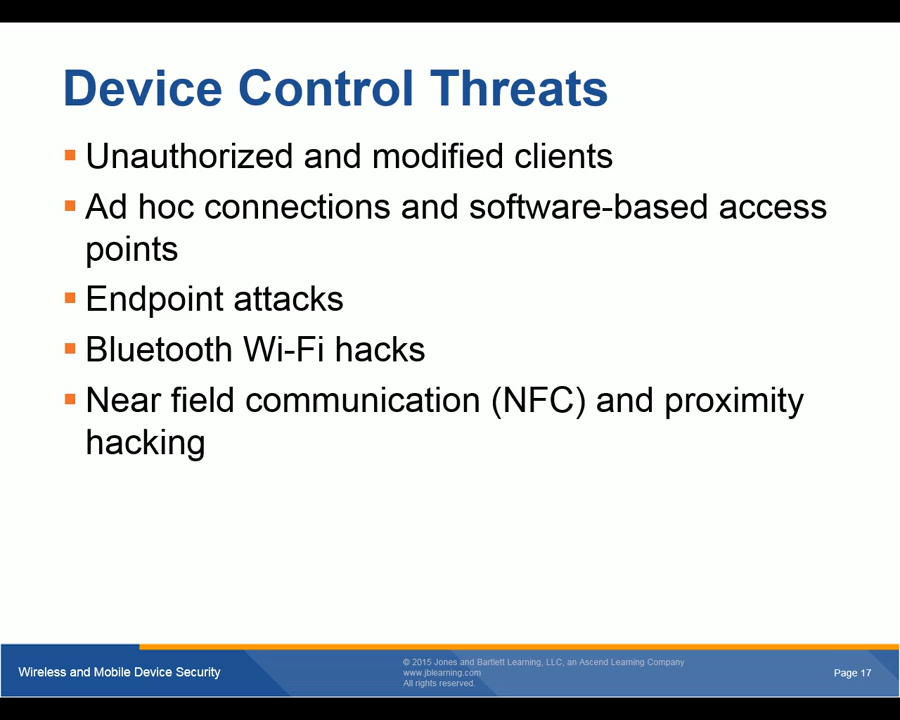 Device Control Threats
Unauthorized and modified clients
Ad hoc connections and software-based access
points
Endpoint attacks
Bluetooth Wi-Fi hacks
Near field communication (NFC) and proximity
hacking
Wireless and Mobile Device Security
© 2015 Jones and Bartlett Learning, LLC, an Ascend Learning Company
www.jblearning.com
All rights reserved.
Page 17